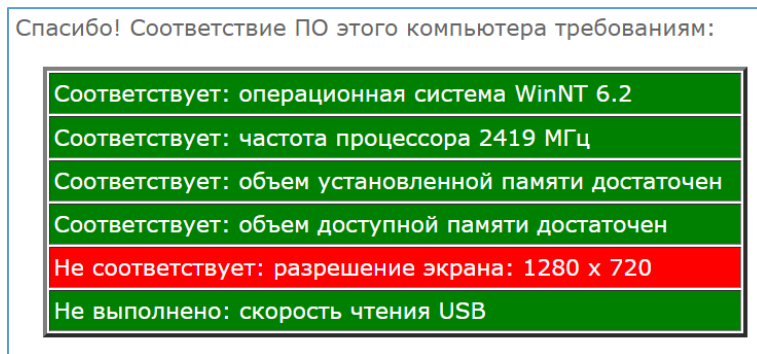 Спасибо! Соответствие ПО этого компьютера требованиям:
Соответствует: операционная система WinNT 6.2
Соответствует: частота процессора 2419 МГц
Соответствует: объем установленной памяти достаточен
Соответствует: объем доступной памяти достаточен
Не соответствует: разрешение экрана: 1280 x 720
Не выполнено: скорость чтения USB